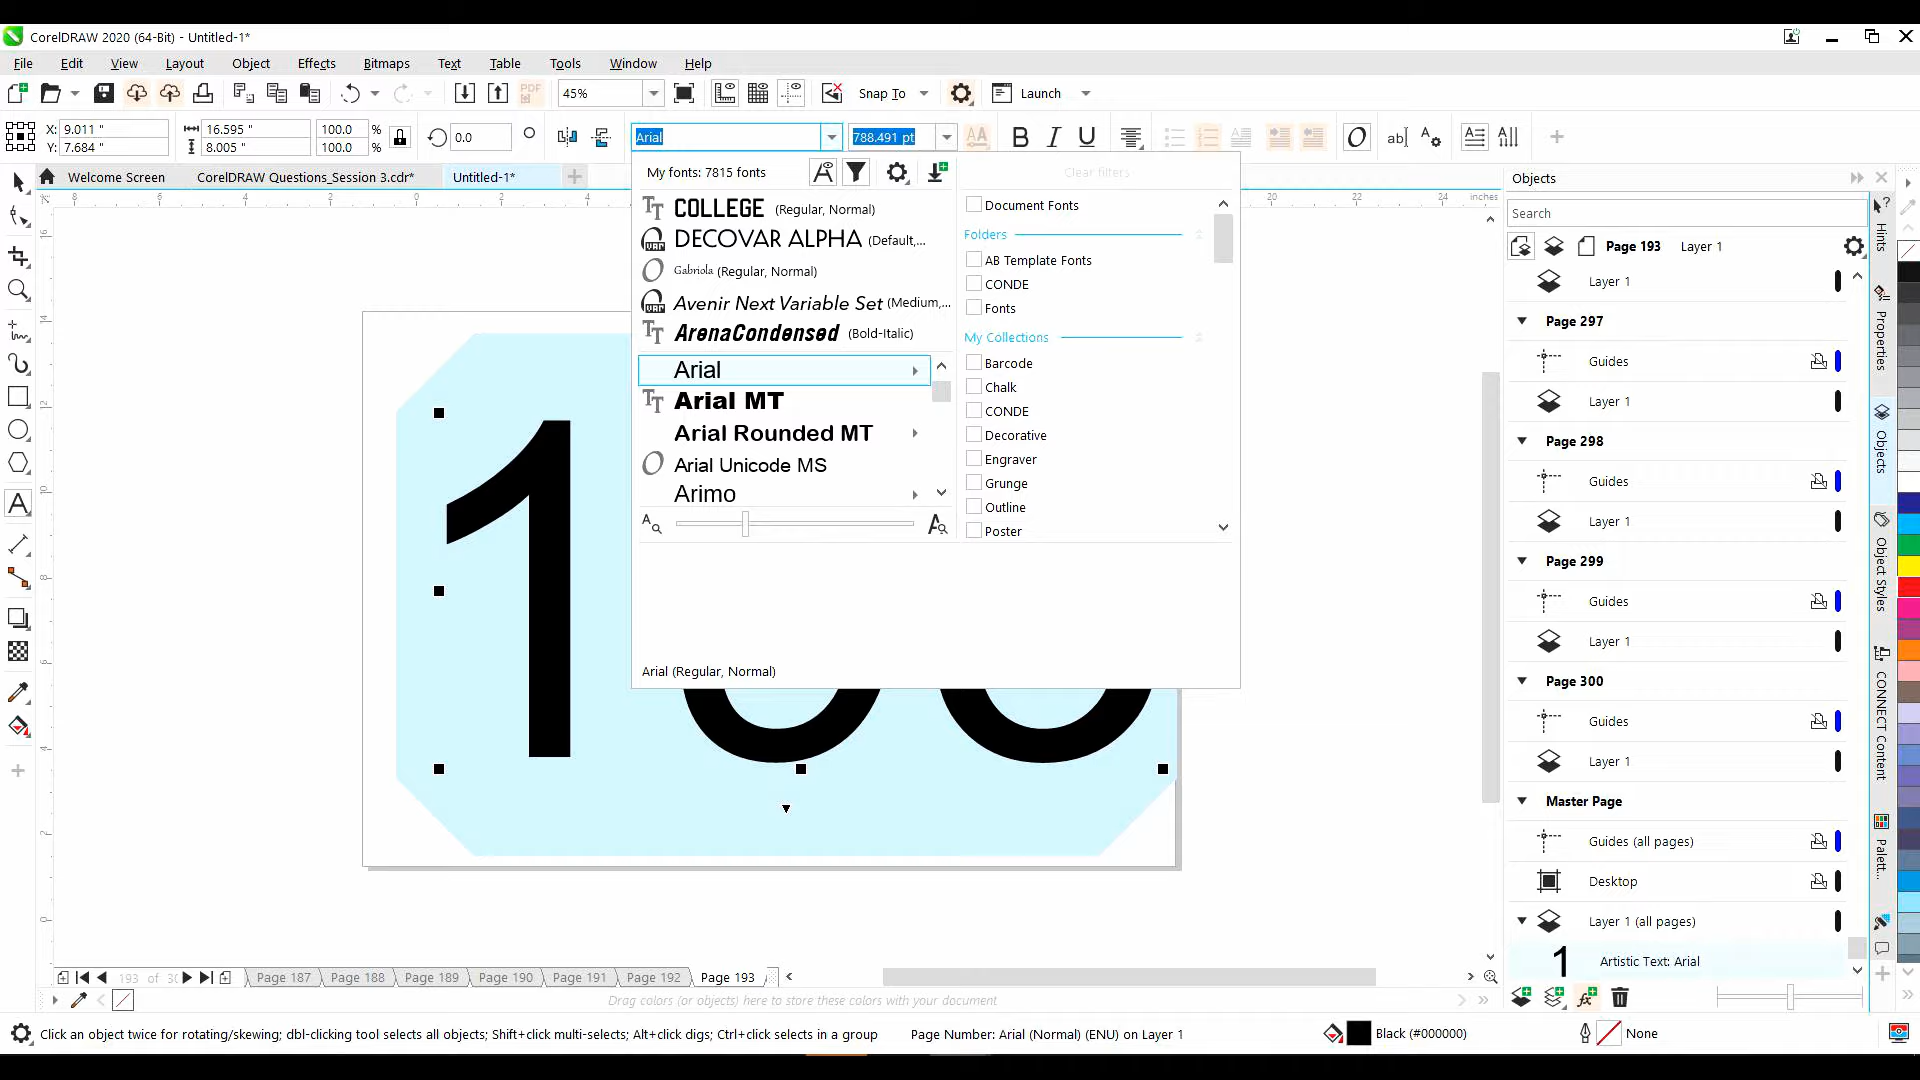 CorelDRAW 2020 (64-Bit) - Untitled-1*
File Edit View Layout Object Effects Bitmaps Text Table Tools Window Help
PDF 45% Snap To Launch
X: 9.011 " 16.595 " 100.0 % 0.0 Arial 788.491 pt B I U O ab|
Y: 7.684 " 8.005 " 100.0 %
Welcome Screen CorelDRAW Questions_Session 3.cdr* Untitled-1*
My fonts: 7815 fonts Clear filters
COLLEGE (Regular, Normal)
DECOVAR ALPHA (Default,...
Gabriola (Regular, Normal)
Avenir Next Variable Set (Medium,...
ArenaCondensed (Bold-Italic)
Arial
Arial MT
Arial Rounded MT
Arial Unicode MS
Arimo
Arial (Regular, Normal)
Document Fonts
Folders
AB Template Fonts
CONDE
Fonts
My Collections
Barcode
Chalk
CONDE
Decorative
Engraver
Grunge
Outline
Poster
inches
1
Objects
Search
Page 193 Layer 1
Layer 1
Page 297
Guides
Layer 1
Page 298
Guides
Layer 1
Page 299
Guides
Layer 1
Page 300
Guides
Layer 1
Master Page
Guides (all pages)
Desktop
Layer 1 (all pages)
1 Artistic Text: Arial
Hints
Properties
Objects
Object Styles
CONNECT Content
Palett...
193 of 30 Page 187 Page 188 Page 189 Page 190 Page 191 Page 192 Page 193
Drag colors (or objects) here to store these colors with your document
Click an object twice for rotating/skewing; dbl-clicking tool selects all objects; Shift+click multi-selects; Alt+click digs; Ctrl+click selects in a group Page Number: Arial (Normal) (ENU) on Layer 1 Black (#000000) None